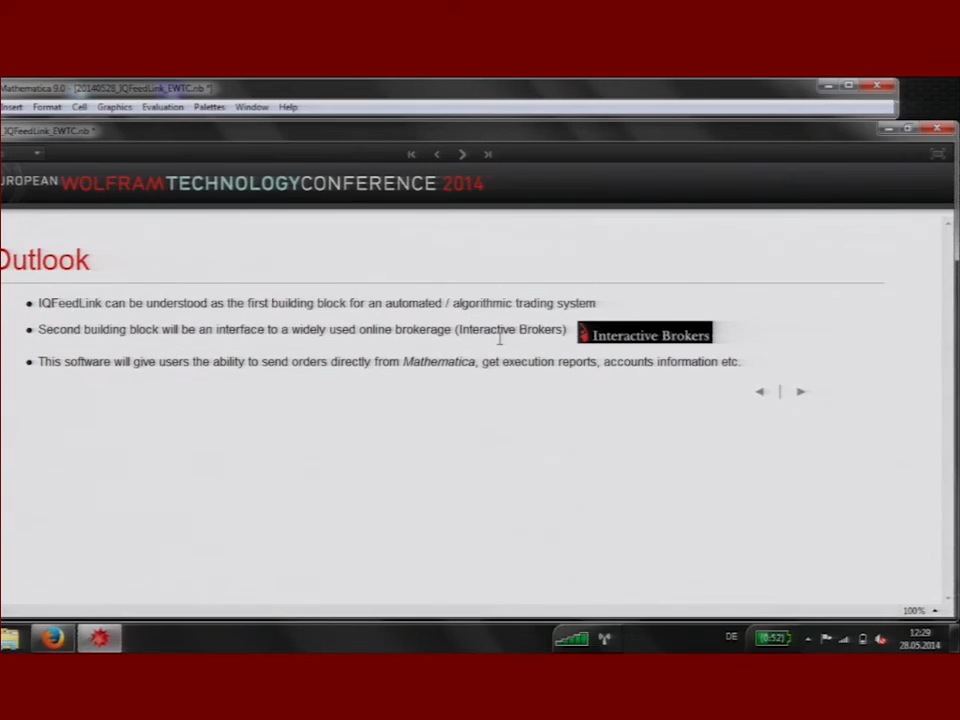 Mathematica 9.0 - [20140528_IQFeedLink_EWTC.nb *]
Insert Format Cell Graphics Evaluation Palettes Window Help
_IQFeedLink_EWTC.nb *
UROPEAN WOLFRAMTECHNOLOGYCONFERENCE 2014
Outlook
• IQFeedLink can be understood as the first building block for an automated / algorithmic trading system
• Second building block will be an interface to a widely used online brokerage (Interactive Brokers) Interactive Brokers
• This software will give users the ability to send orders directly from Mathematica, get execution reports, accounts information etc.
100%
DE (0:52) 12:29
28.05.2014